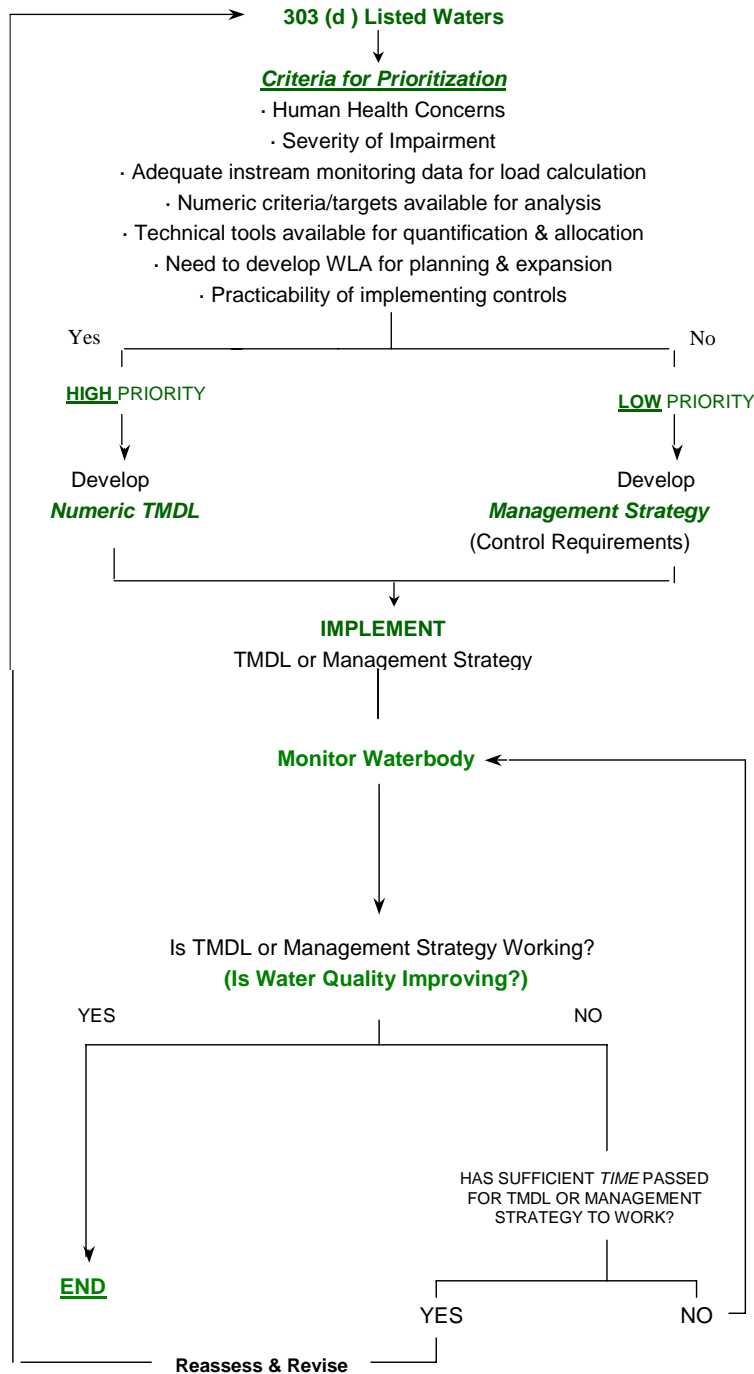 303 (d ) Listed Waters
Criteria for Prioritization
· Human Health Concerns
· Severity of Impairment
· Adequate instream monitoring data for load calculation
· Numeric criteria/targets available for analysis
· Technical tools available for quantification & allocation
· Need to develop WLA for planning & expansion
· Practicability of implementing controls
Yes
No
HIGH PRIORITY
LOW PRIORITY
Develop
Numeric TMDL
Develop
Management Strategy
(Control Requirements)
IMPLEMENT
TMDL or Management Strategy
Monitor Waterbody
Is TMDL or Management Strategy Working?
(Is Water Quality Improving?)
YES
NO
HAS SUFFICIENT TIME PASSED
FOR TMDL OR MANAGEMENT
STRATEGY TO WORK?
END
YES
NO
Reassess & Revise